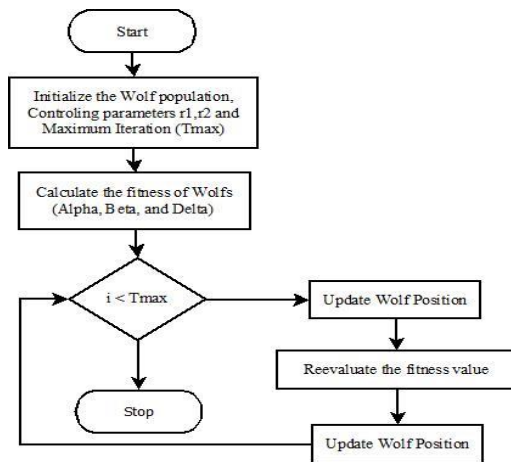 Start
Initialize the Wolf population,
Controling parameters r1,r2 and
Maximum Iteration (Tmax)
Calculate the fitness of Wolfs
(Alpha, Beta, and Delta)
i < Tmax
Update Wolf Position
Reevaluate the fitness value
Stop
Update Wolf Position